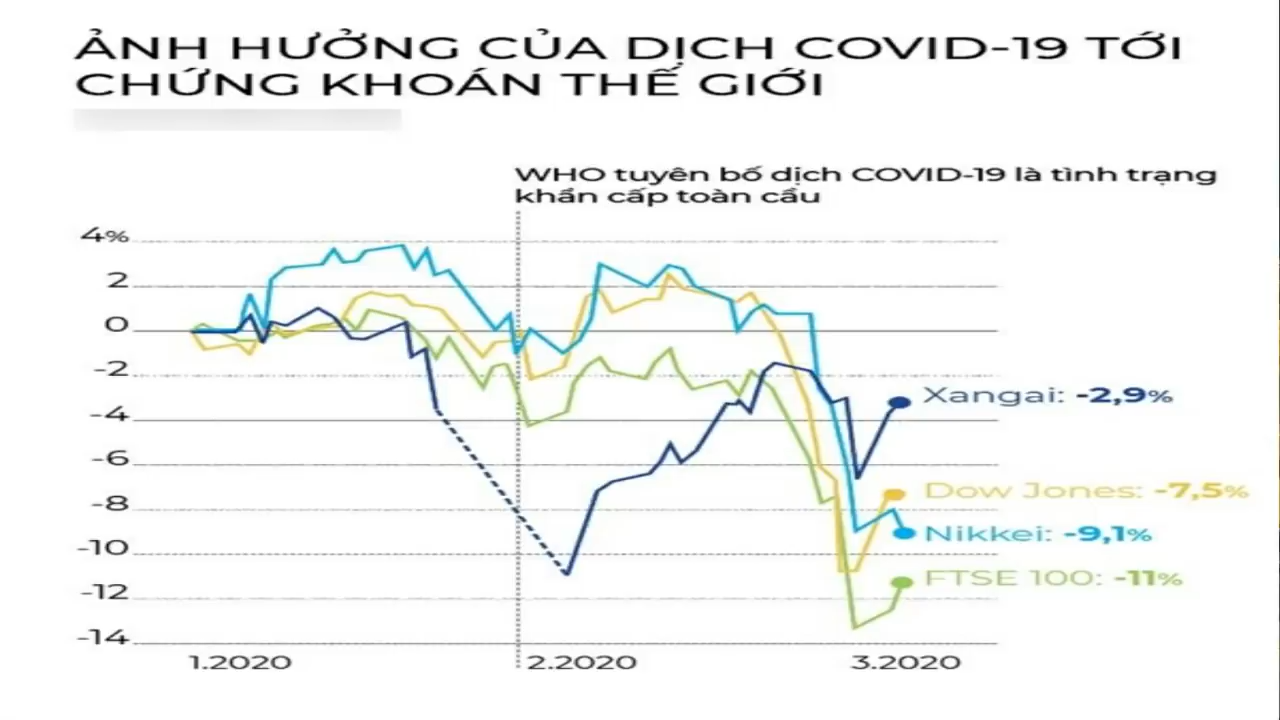 ẢNH HƯỞNG CỦA DỊCH COVID-19 TỚI
CHỨNG KHOÁN THẾ GIỚI
WHO tuyên bố dịch COVID-19 là tình trạng
khẩn cấp toàn cầu
4%
2
0
-2
-4
-6
-8
-10
-12
-14
Xangai: -2,9%
Dow Jones: -7,5%
Nikkei: -9,1%
FTSE 100: -11%
1.2020
2.2020
3.2020